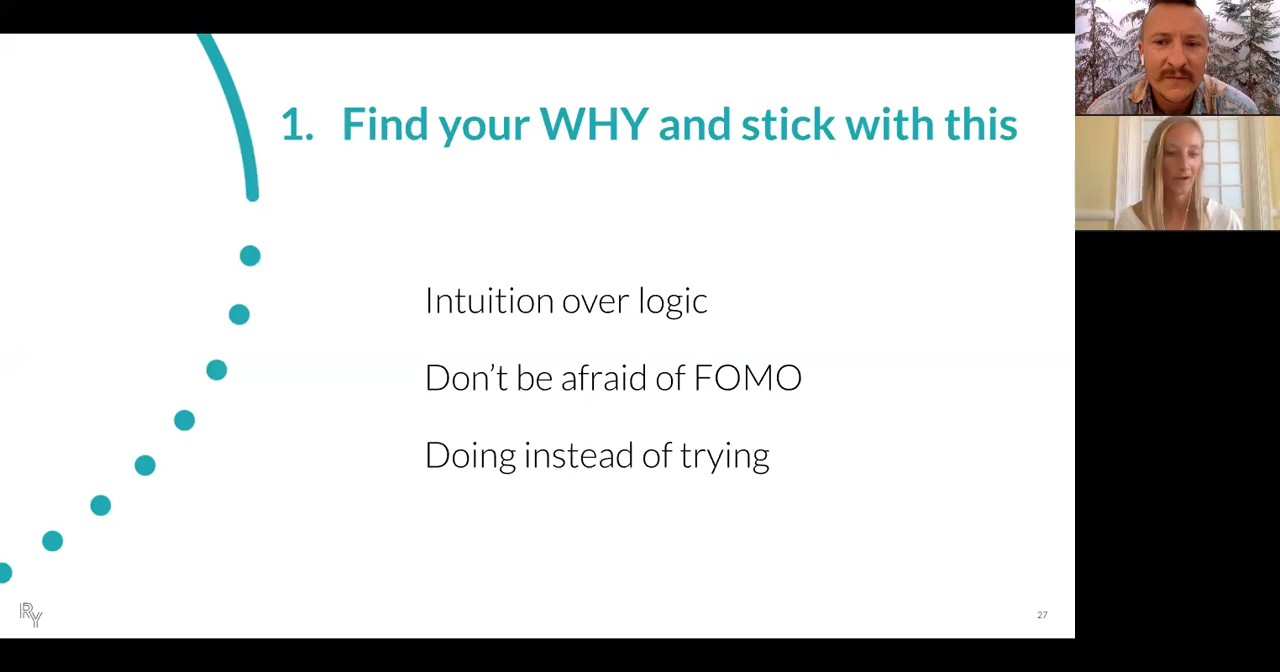 1. Find your WHY and stick with this
Intuition over logic
Don’t be afraid of FOMO
Doing instead of trying
RY
27